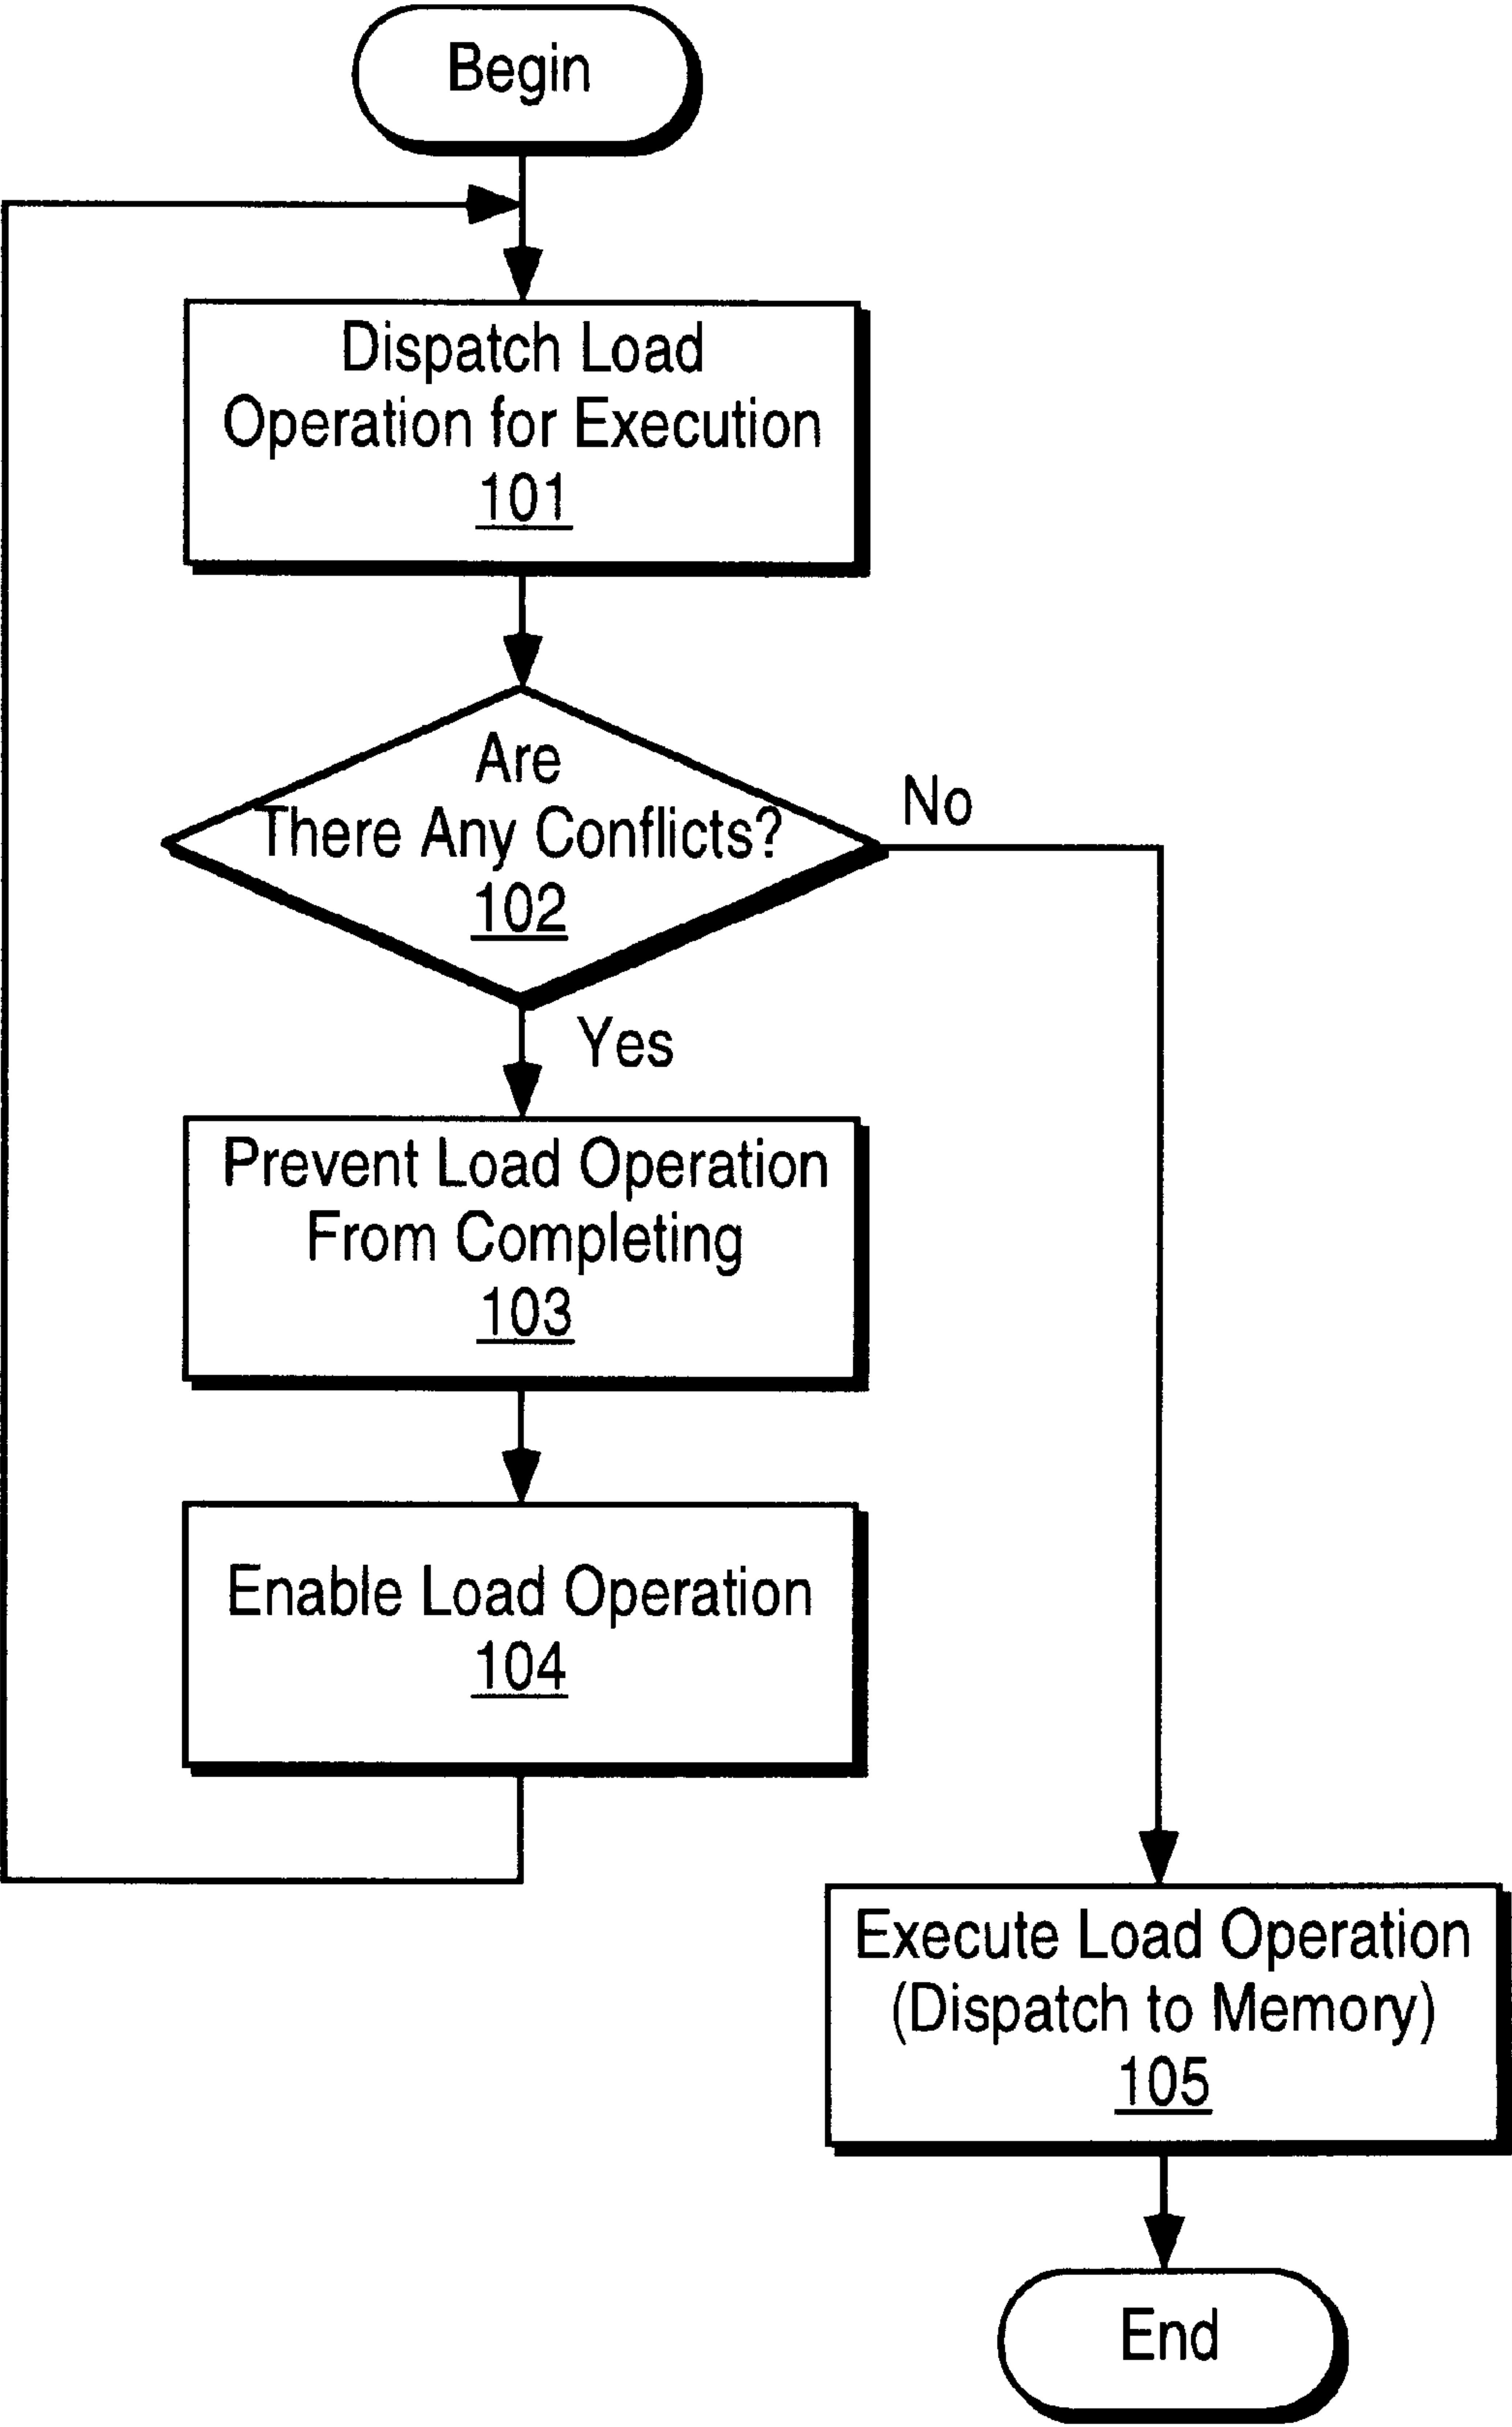 Begin
Dispatch Load
Operation for Execution
101
Are
There Any Conflicts?
102
No
Yes
Prevent Load Operation
From Completing
103
Enable Load Operation
104
Execute Load Operation
(Dispatch to Memory)
105
End